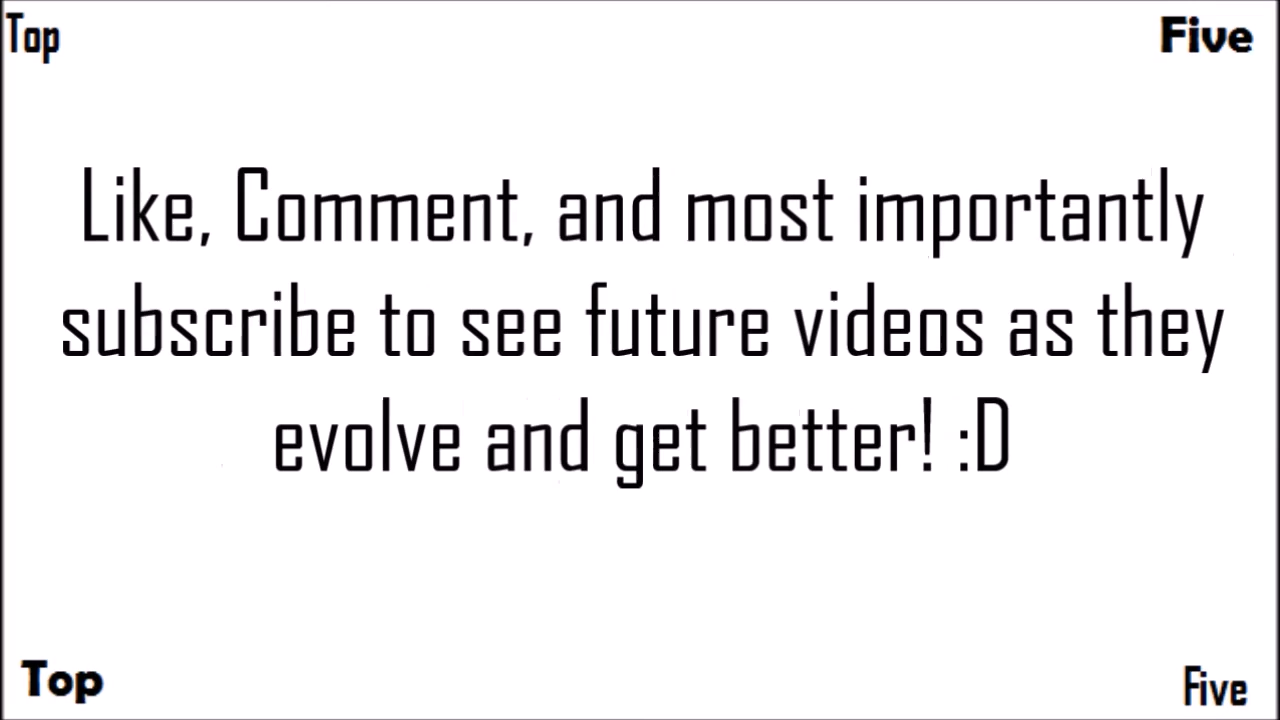 Top
Five
Like, Comment, and most importantly
subscribe to see future videos as they
evolve and get better! :D
Top
Five